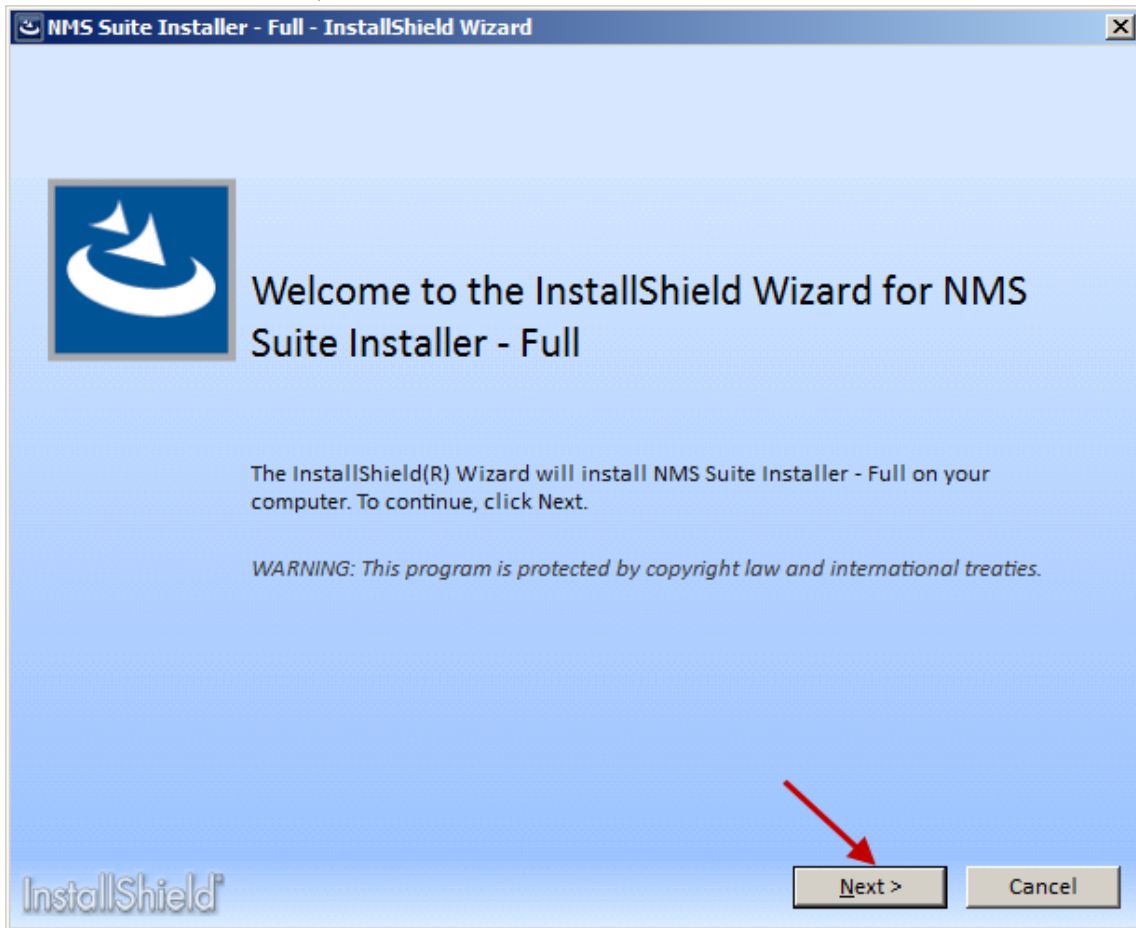 NMS Suite Installer - Full - InstallShield Wizard
Welcome to the InstallShield Wizard for NMS
Suite Installer - Full
The InstallShield(R) Wizard will install NMS Suite Installer - Full on your
computer. To continue, click Next.
WARNING: This program is protected by copyright law and international treaties.
InstallShield®
Next >
Cancel